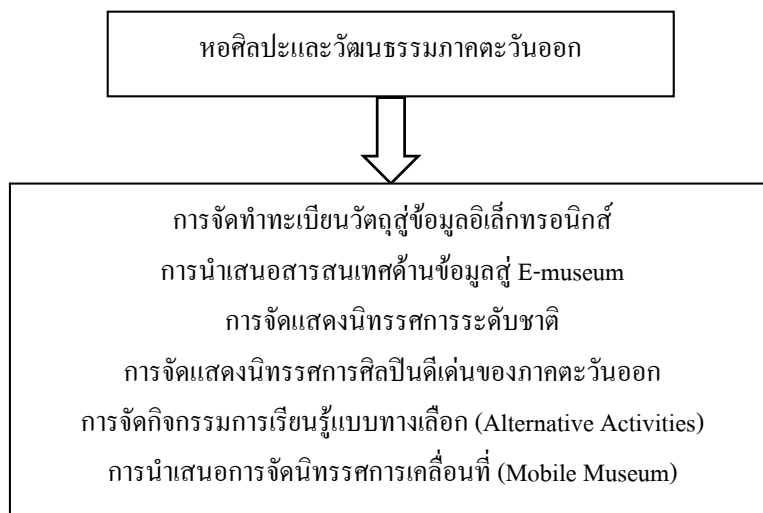 หอศิลปะและวัฒนธรรมภาคตะวันออก
การจัดทำทะเบียนวัตถุสู่ข้อมูลอิเล็กทรอนิกส์
การนำเสนอสารสนเทศด้านข้อมูลสู่ E-museum
การจัดแสดงนิทรรศการระดับชาติ
การจัดแสดงนิทรรศการศิลปินดีเด่นของภาคตะวันออก
การจัดกิจกรรมการเรียนรู้แบบทางเลือก (Alternative Activities)
การนำเสนอการจัดนิทรรศการเคลื่อนที่ (Mobile Museum)